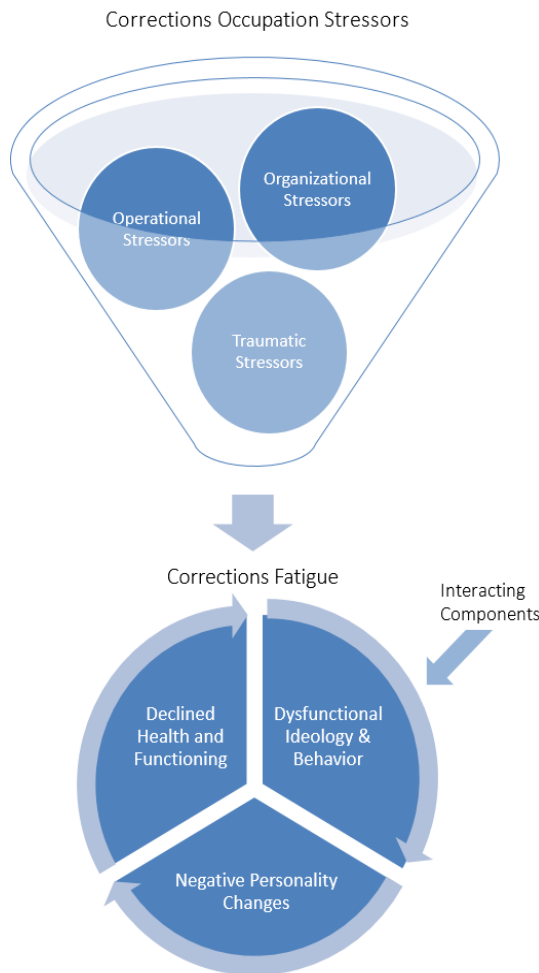 Corrections Occupation Stressors
Organizational
Stressors
Operational
Stressors
Traumatic
Stressors
Corrections Fatigue
Interacting
Components
Declined
Health and
Functioning
Dysfunctional
Ideology &
Behavior
Negative Personality
Changes